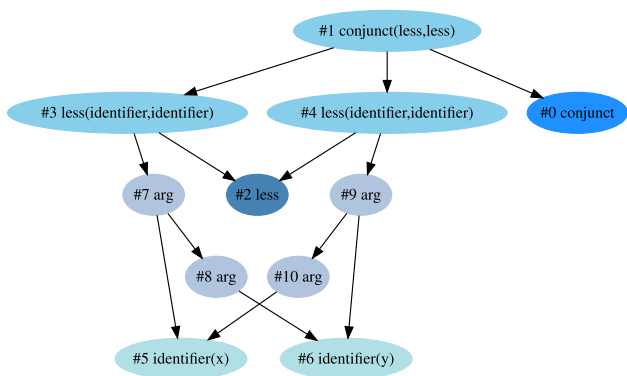 #1 conjunct(less,less)
#3 less(identifier,identifier)
#4 less(identifier,identifier)
#0 conjunct
#7 arg
#2 less
#9 arg
#8 arg
#10 arg
#5 identifier(x)
#6 identifier(y)